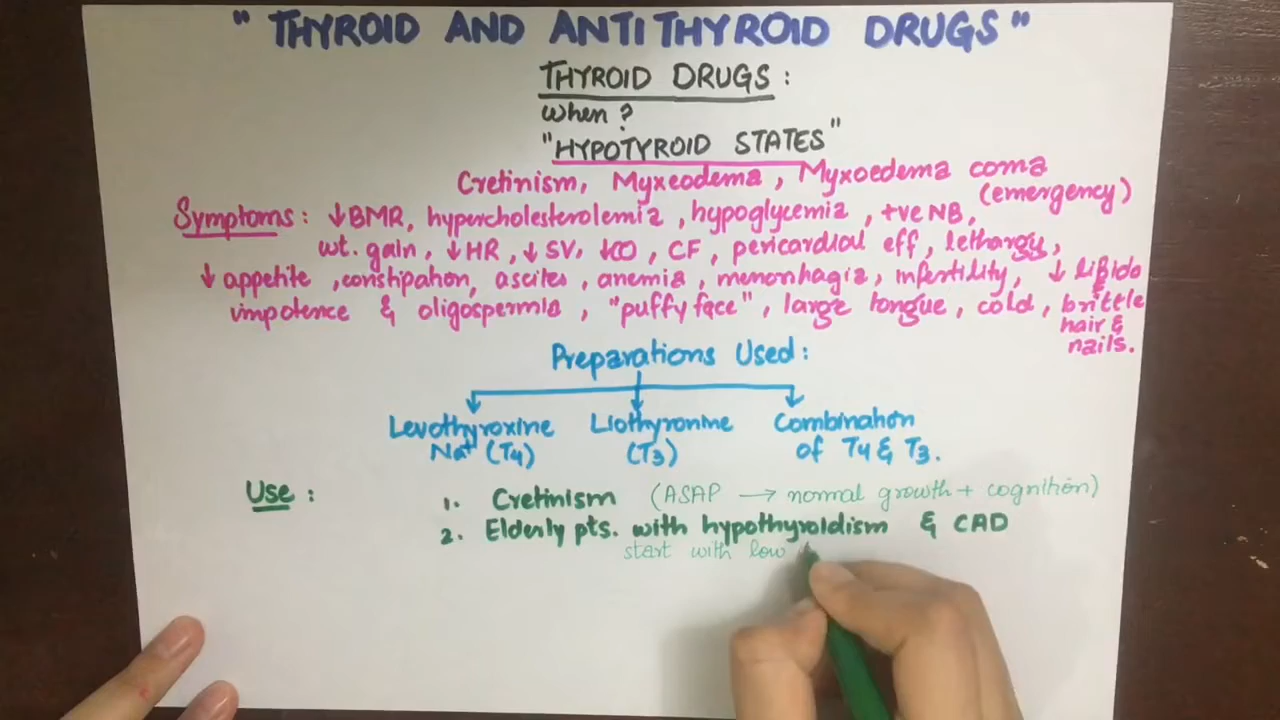 "THYROID AND ANTITHYROID DRUGS"
THYROID DRUGS:
When?
"HYPOTYROID STATES"
Cretinism, Myxeodema, Myxoedema coma
(emergency)
Symptoms: ↓BMR, hypercholesterolemia, hypoglycemia, +ve NB,
wt. gain, ↓HR, ↓SV, ↓CO, CF, pericardial eff, lethargy,
↓ appetite, constipation, ascites, anemia, menorrhagia, infertility, ↓ libido
impotence & oligospermia, "puffy face", large tongue, cold, brittle
hair &
nails.
Preparations Used:
Levothyroxine Liothyronine Combination
Na+ (T4) (T3) of T4 & T3.
Use: 1. Cretinism (ASAP → normal growth + cognition)
2. Elderly pts. with hypothyroidism & CAD
start with low